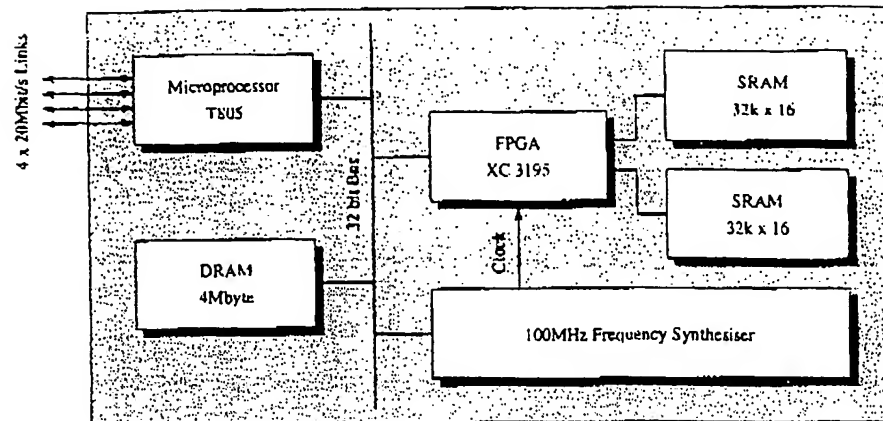 4 x 20Mbit/s Links
Microprocessor
T805
32 bit Bus
DRAM
4Mbyte
FPGA
XC 3195
Clock
SRAM
32k x 16
SRAM
32k x 16
100MHz Frequency Synthesiser